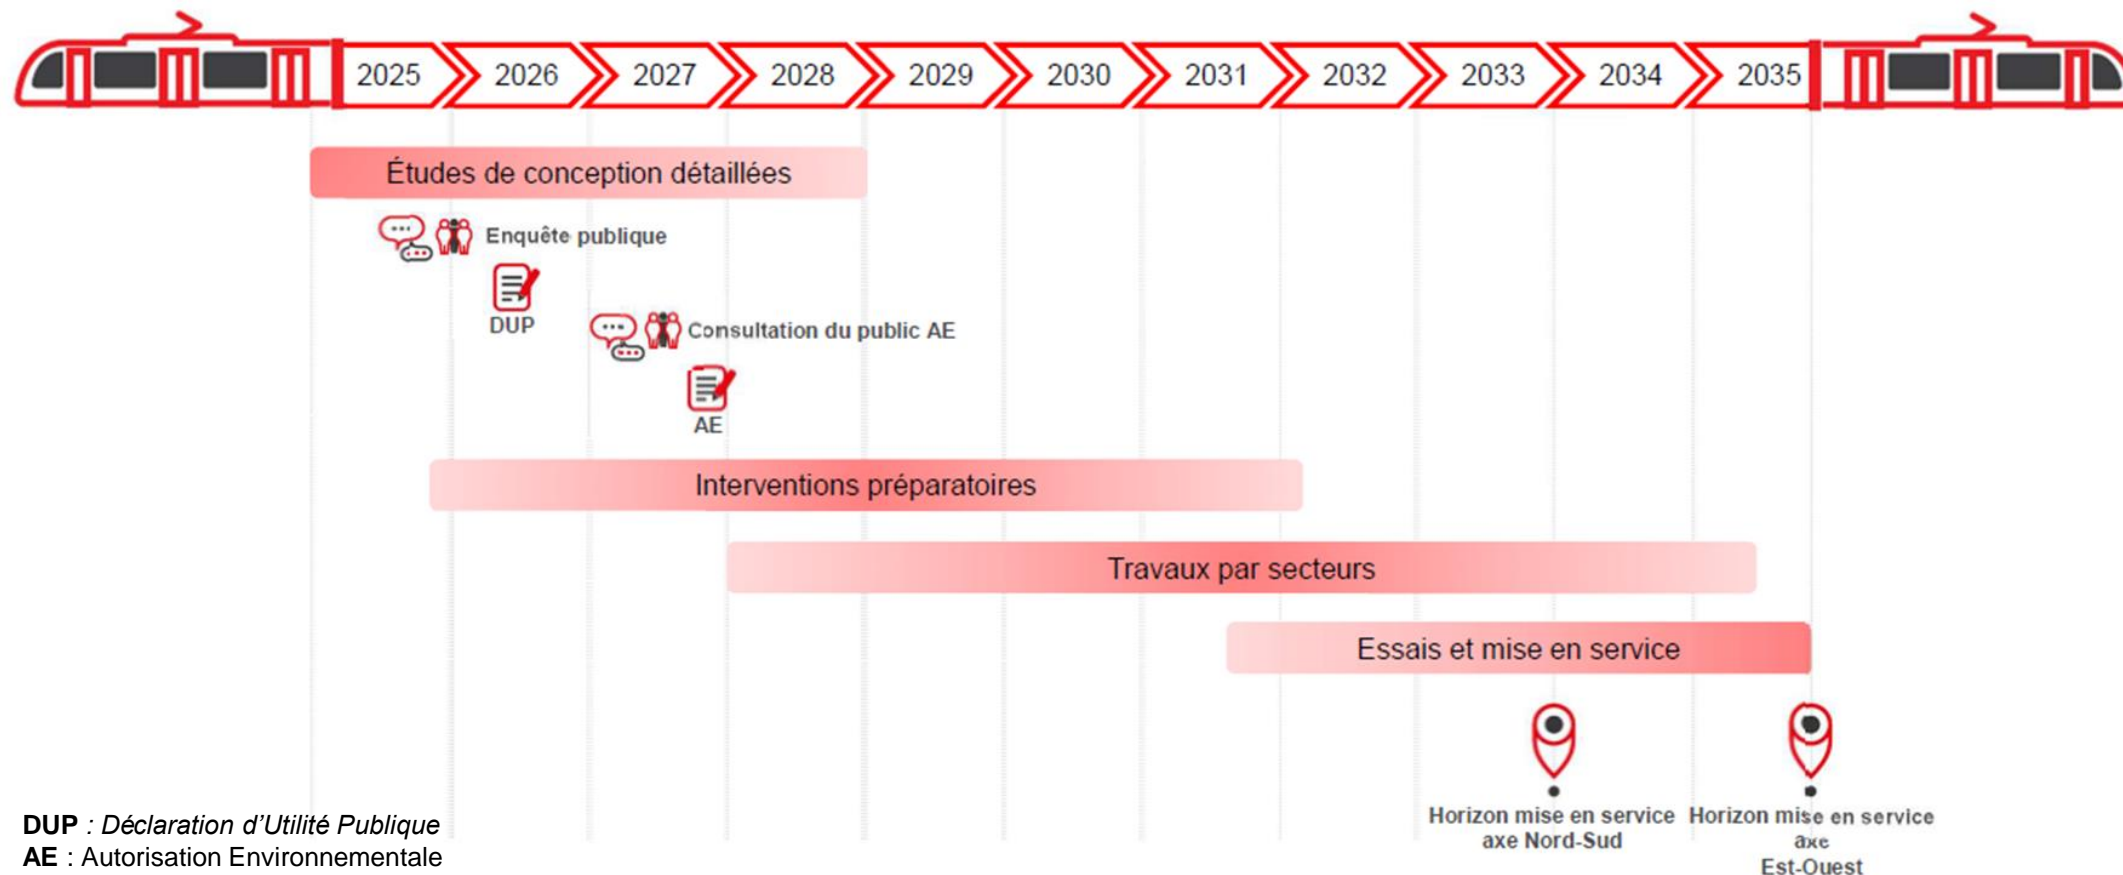 2025 2026 2027 2028 2029 2030 2031 2032 2033 2034 2035
Études de conception détaillées
Enquête publique
DUP
Consultation du public AE
AE
Interventions préparatoires
Travaux par secteurs
Essais et mise en service
Horizon mise en service
axe Nord-Sud
Horizon mise en service
axe
Est-Ouest
DUP : Déclaration d’Utilité Publique
AE : Autorisation Environnementale